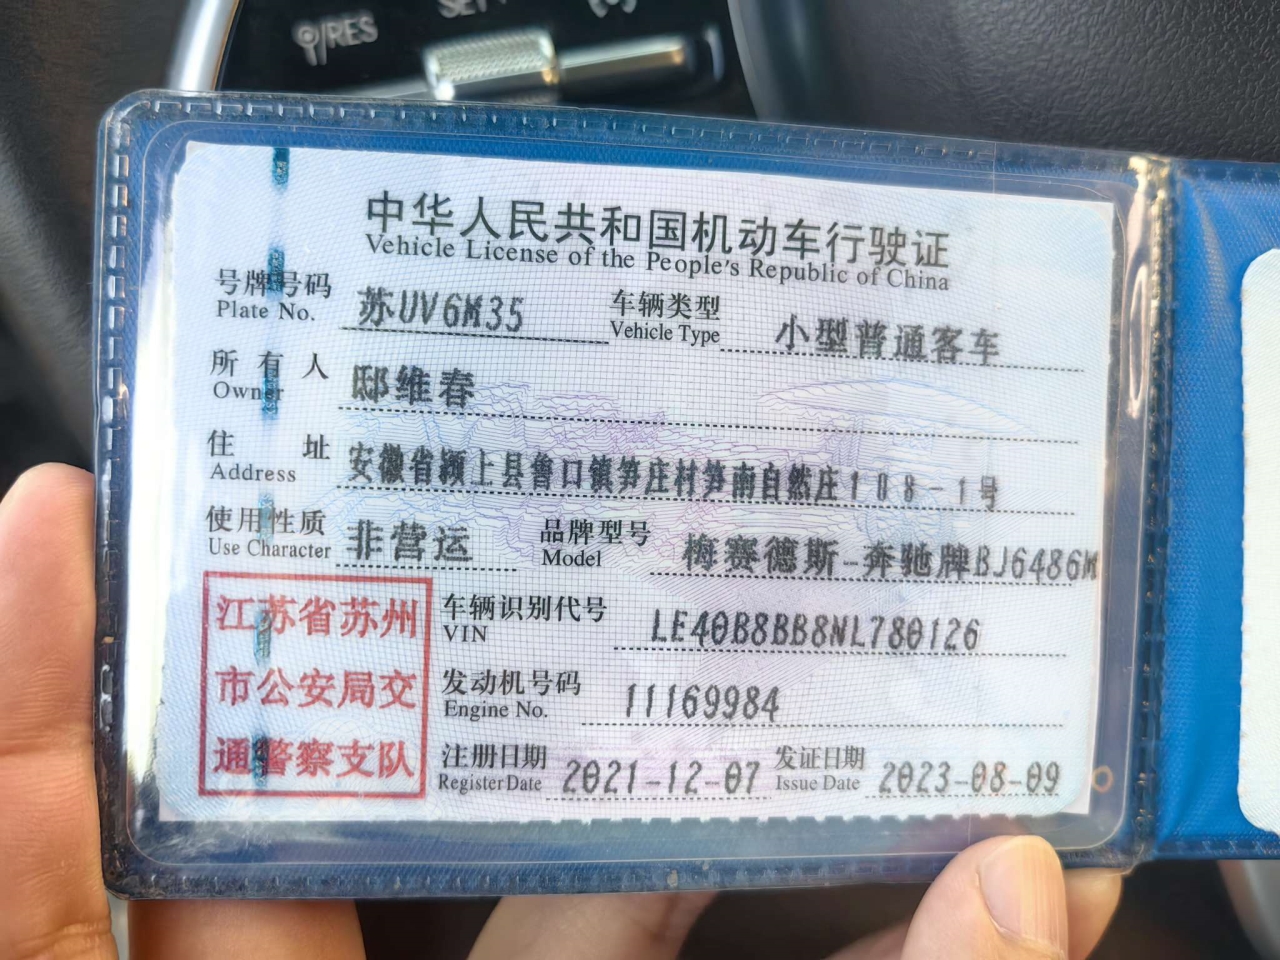 /RES
中华人民共和国机动车行驶证
Vehicle License of the People's Republic of China
号牌号码 苏UV6M35 车辆类型 小型普通客车
Plate No. Vehicle Type
所有人 邸维春
Owner
住址 安徽省颍上县鲁口镇笋庄村笋南自然庄108-1号
Address
使用性质 非营运 品牌型号 梅赛德斯-奔驰牌BJ6486M
Use Character Model
江苏省苏州
市公安局交
通警察支队
车辆识别代号 LE40B8BB8NL780126
VIN
发动机号码 11169984
Engine No.
注册日期 2021-12-07 发证日期 2023-08-09
Register Date Issue Date